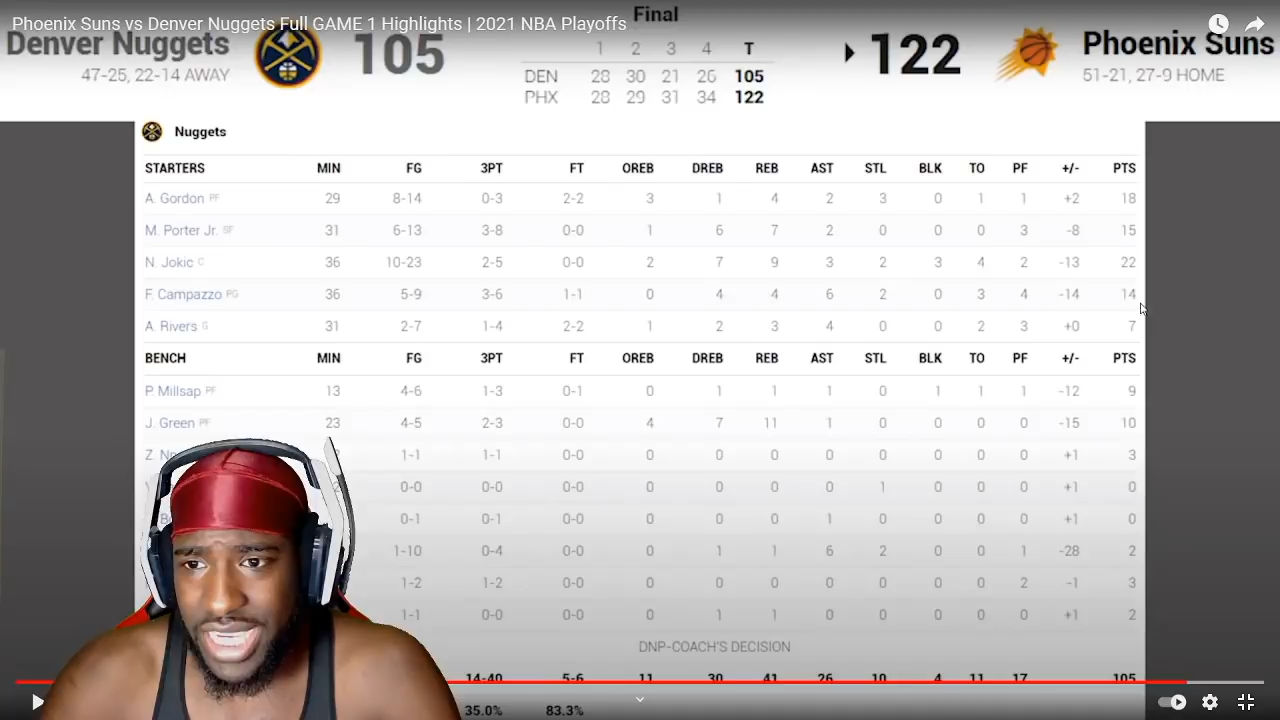 Phoenix Suns vs Denver Nuggets Full GAME 1 Highlights | 2021 NBA Playoffs
Final
Denver Nuggets 105
47-25, 22-14 AWAY
122 Phoenix Suns
51-21, 27-9 HOME
1 2 3 4 T
DEN 28 30 21 26 105
PHX 28 29 31 34 122
Nuggets
STARTERS MIN FG 3PT FT OREB DREB REB AST STL BLK TO PF +/- PTS
A. Gordon PF 29 8-14 0-3 2-2 3 1 4 2 3 0 1 1 +2 18
M. Porter Jr. SF 31 6-13 3-8 0-0 1 6 7 2 0 0 0 3 -8 15
N. Jokic C 36 10-23 2-5 0-0 2 7 9 3 2 3 4 2 -13 22
F. Campazzo PG 36 5-9 3-6 1-1 0 4 4 6 2 0 3 4 -14 14
A. Rivers G 31 2-7 1-4 2-2 1 2 3 4 0 0 2 3 +0 7
BENCH MIN FG 3PT FT OREB DREB REB AST STL BLK TO PF +/- PTS
P. Millsap PF 13 4-6 1-3 0-1 0 1 1 1 0 1 1 1 -12 9
J. Green PF 23 4-5 2-3 0-0 4 7 11 1 0 0 0 0 -15 10
Z. 1-1 1-1 0-0 0 0 0 0 0 0 0 0 +1 3
0-0 0-0 0-0 0 0 0 0 1 0 0 0 +1 0
0-1 0-1 0-0 0 0 0 1 0 0 0 0 +1 0
1-10 0-4 0-0 0 1 1 6 2 0 0 1 -28 2
1-2 1-2 0-0 0 0 0 0 0 0 0 2 -1 3
1-1 0-0 0-0 0 1 1 0 0 0 0 0 +1 2
DNP-COACH'S DECISION
14-40 5-6 11 30 41 26 10 4 11 17 105
35.0% 83.3%